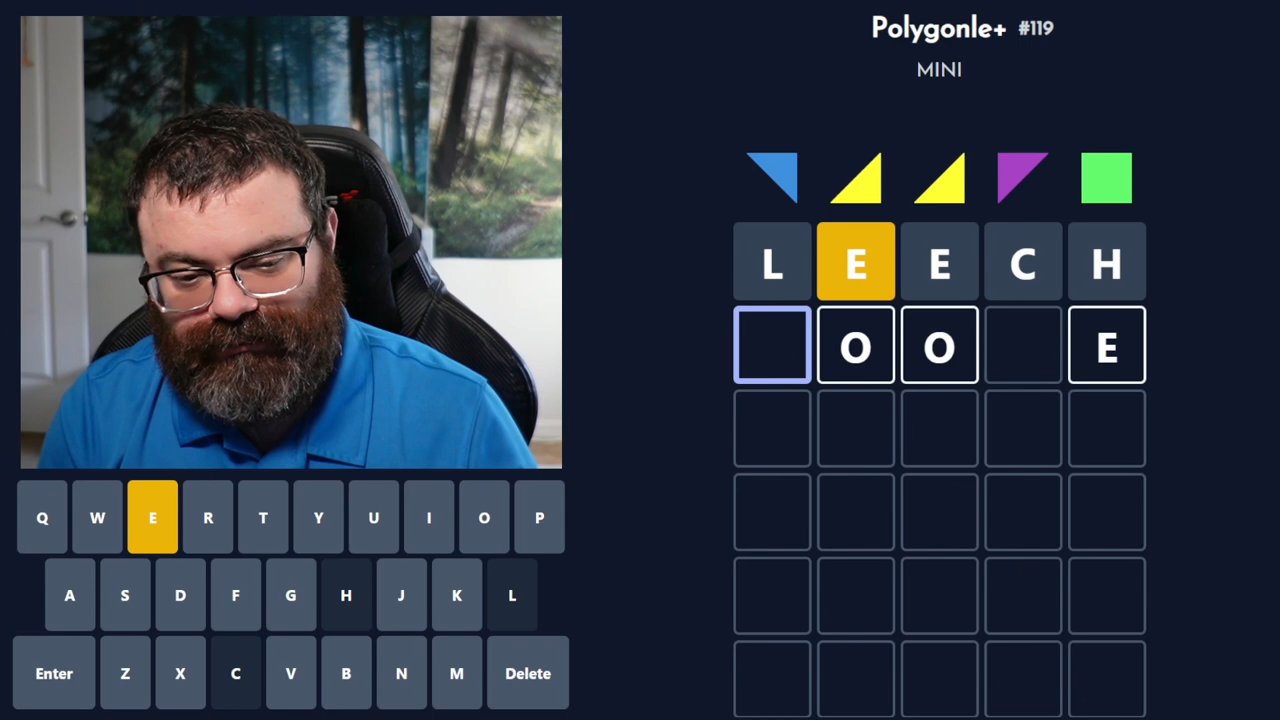 Polygonle+ #119
MINI
L E E C H
O O E
Q W E R T Y U I O P
A S D F G H J K L
Enter Z X C V B N M Delete